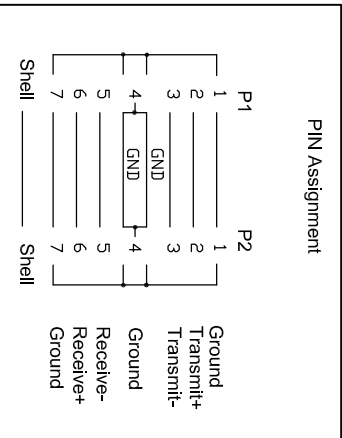 PIN Assignment
P1 P2
1 1 Ground
2 2 Transmit+
3 3 Transmit-
GND
4 4 Ground
GND
5 5 Receive-
6 6 Receive+
7 7 Ground
Shell Shell